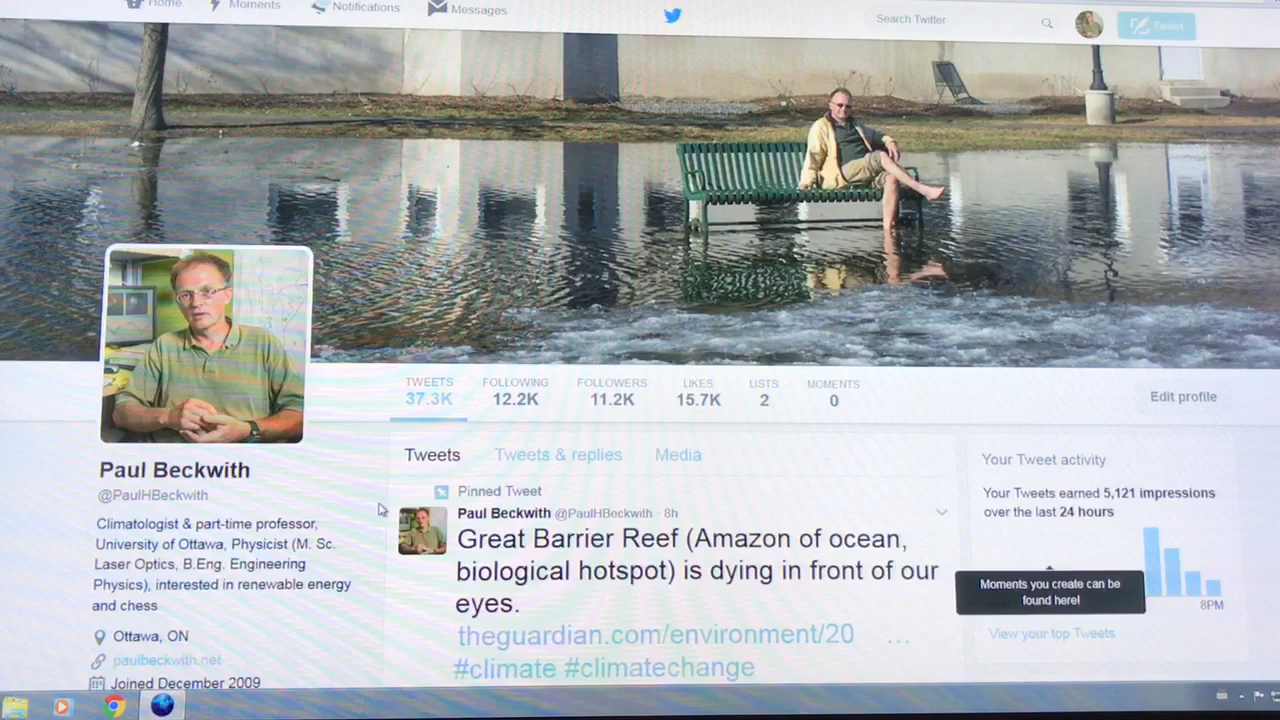 Home Moments Notifications Messages Search Twitter Tweet
TWEETS FOLLOWING FOLLOWERS LIKES LISTS MOMENTS
37.3K 12.2K 11.2K 15.7K 2 0
Edit profile
Paul Beckwith
@PaulHBeckwith
Climatologist & part-time professor,
University of Ottawa, Physicist (M. Sc.
Laser Optics, B.Eng. Engineering
Physics), interested in renewable energy
and chess
Ottawa, ON
paulbeckwith.net
Joined December 2009
Tweets Tweets & replies Media
Pinned Tweet
Paul Beckwith @PaulHBeckwith · 8h
Great Barrier Reef (Amazon of ocean,
biological hotspot) is dying in front of our
eyes.
theguardian.com/environment/20 ...
#climate #climatechange
Your Tweet activity
Your Tweets earned 5,121 impressions
over the last 24 hours
Moments you create can be
found here!
8PM
View your top Tweets